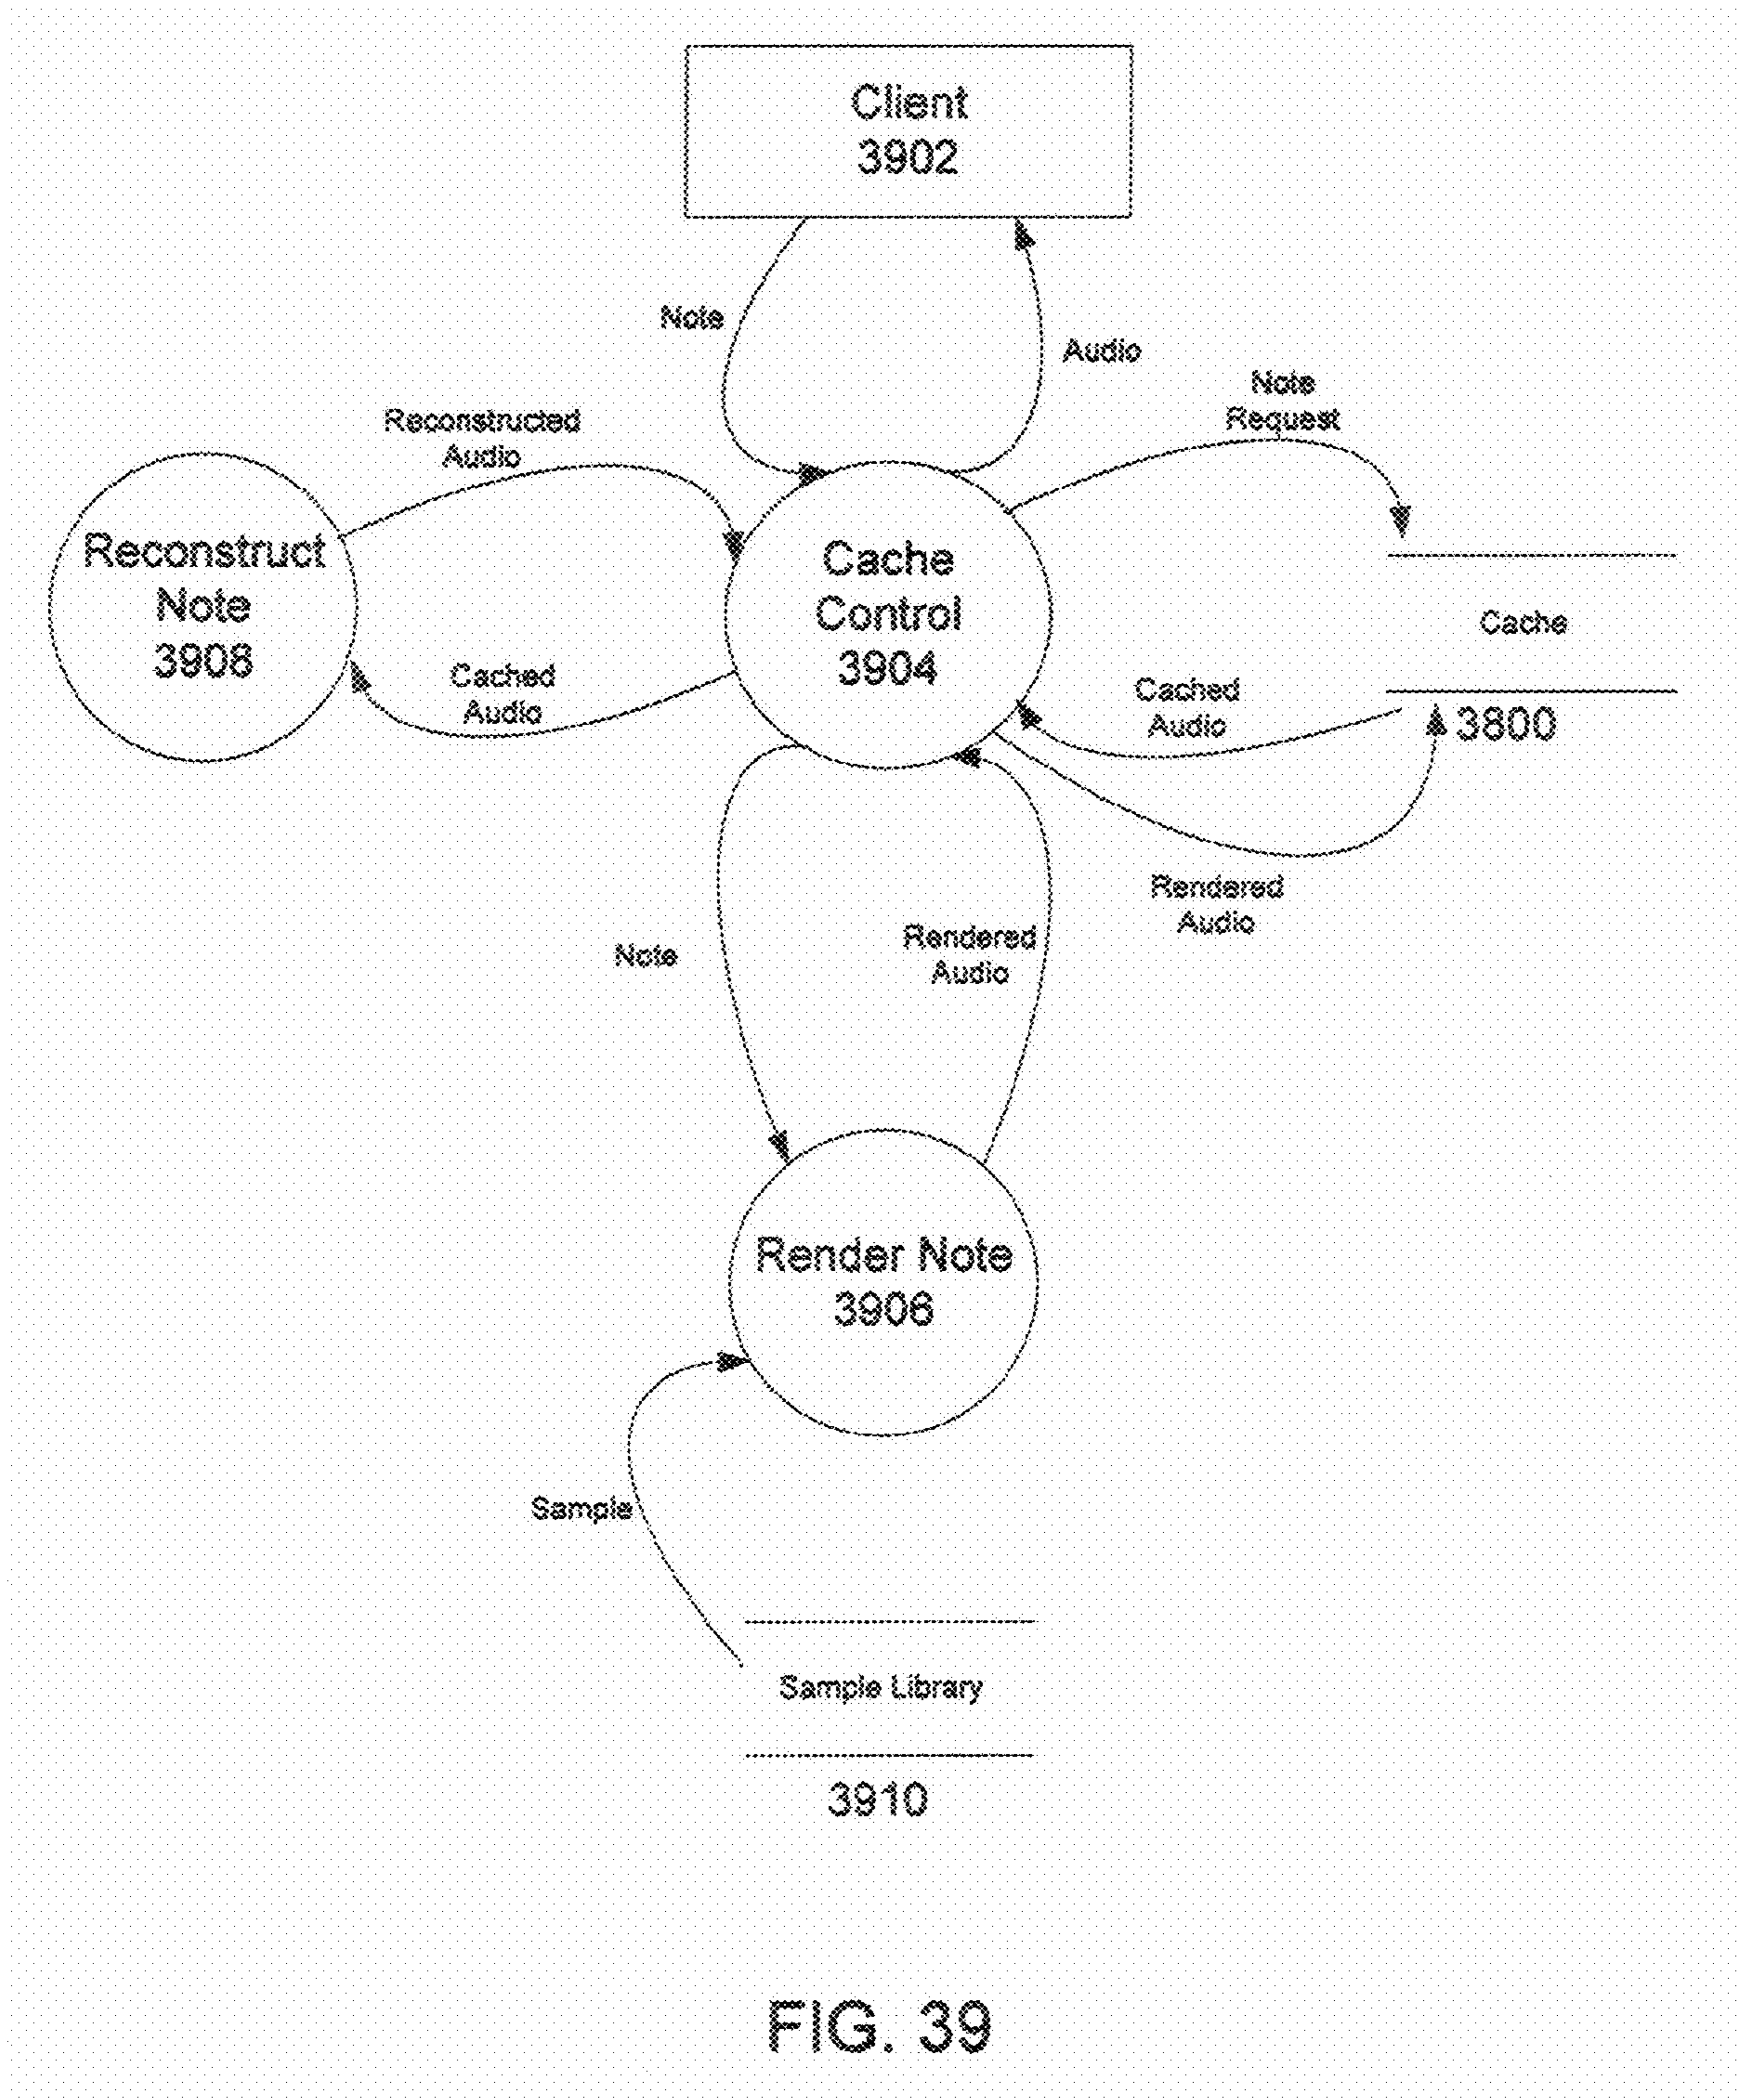 Client
3902
Note
Audio
Note
Request
Reconstructed
Audio
Reconstruct
Note
3908
Cache
Control
3904
Cache
3800
Cached
Audio
Cached
Audio
Rendered
Audio
Note
Rendered
Audio
Render Note
3906
Sample
Sample Library
3910
FIG. 39